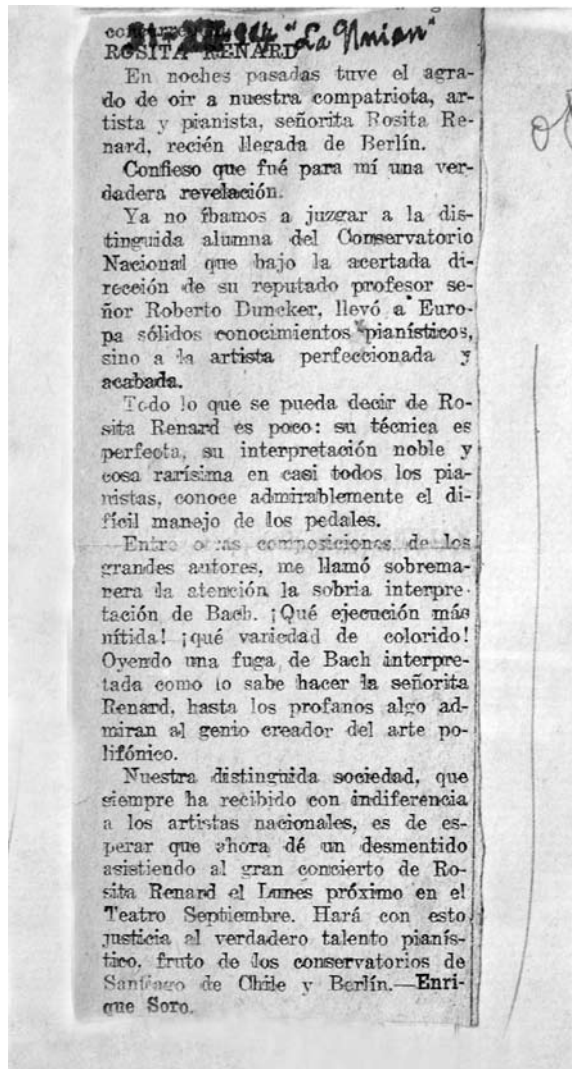 "La Union"
ROSITA RENARD
En noches pasadas tuve el agra-
do de oir a nuestra compatriota, ar-
tista y pianista, señorita Rosita Re-
nard, recién llegada de Berlín.
Confieso que fué para mí una ver-
dadera revelación.
Ya no íbamos a juzgar a la dis-
tinguida alumna del Conservatorio
Nacional que bajo la acertada di-
rección de su reputado profesor se-
ñor Roberto Duncker, llevó a Euro-
pa sólidos conocimientos pianísticos,
sino a la artista perfeccionada y
acabada.
Todo lo que se pueda decir de Ro-
sita Renard es poco: su técnica es
perfecta, su interpretación noble y
cosa rarísima en casi todos los pia-
nistas, conoce admirablemente el di-
fícil manejo de los pedales.
Entre otras composiciones de los
grandes autores, me llamó sobrema-
nera la atención la sobria interpre-
tación de Bach. ¡Qué ejecución más
nítida! ¡qué variedad de colorido!
Oyendo una fuga de Bach interpre-
tada como lo sabe hacer la señorita
Renard, hasta los profanos algo ad-
miran al genio creador del arte po-
lifónico.
Nuestra distinguida sociedad, que
siempre ha recibido con indiferencia
a los artistas nacionales, es de es-
perar que ahora dé un desmentido
asistiendo al gran concierto de Ro-
sita Renard el Lunes próximo en el
Teatro Septiembre. Hará con esto
justicia al verdadero talento pianís-
tico, fruto de los conservatorios de
Santiago de Chile y Berlín.—Enri-
que Soro.